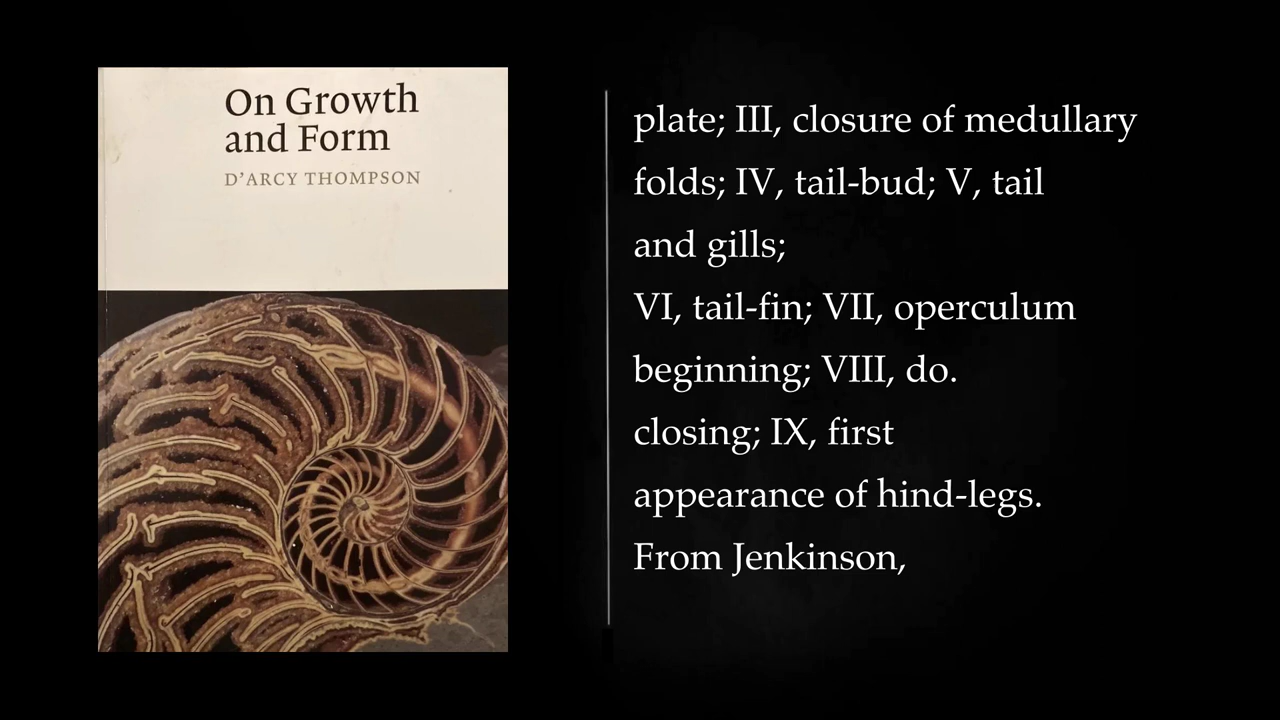 On Growth
and Form
D'ARCY THOMPSON
plate; III, closure of medullary
folds; IV, tail-bud; V, tail
and gills;
VI, tail-fin; VII, operculum
beginning; VIII, do.
closing; IX, first
appearance of hind-legs.
From Jenkinson,